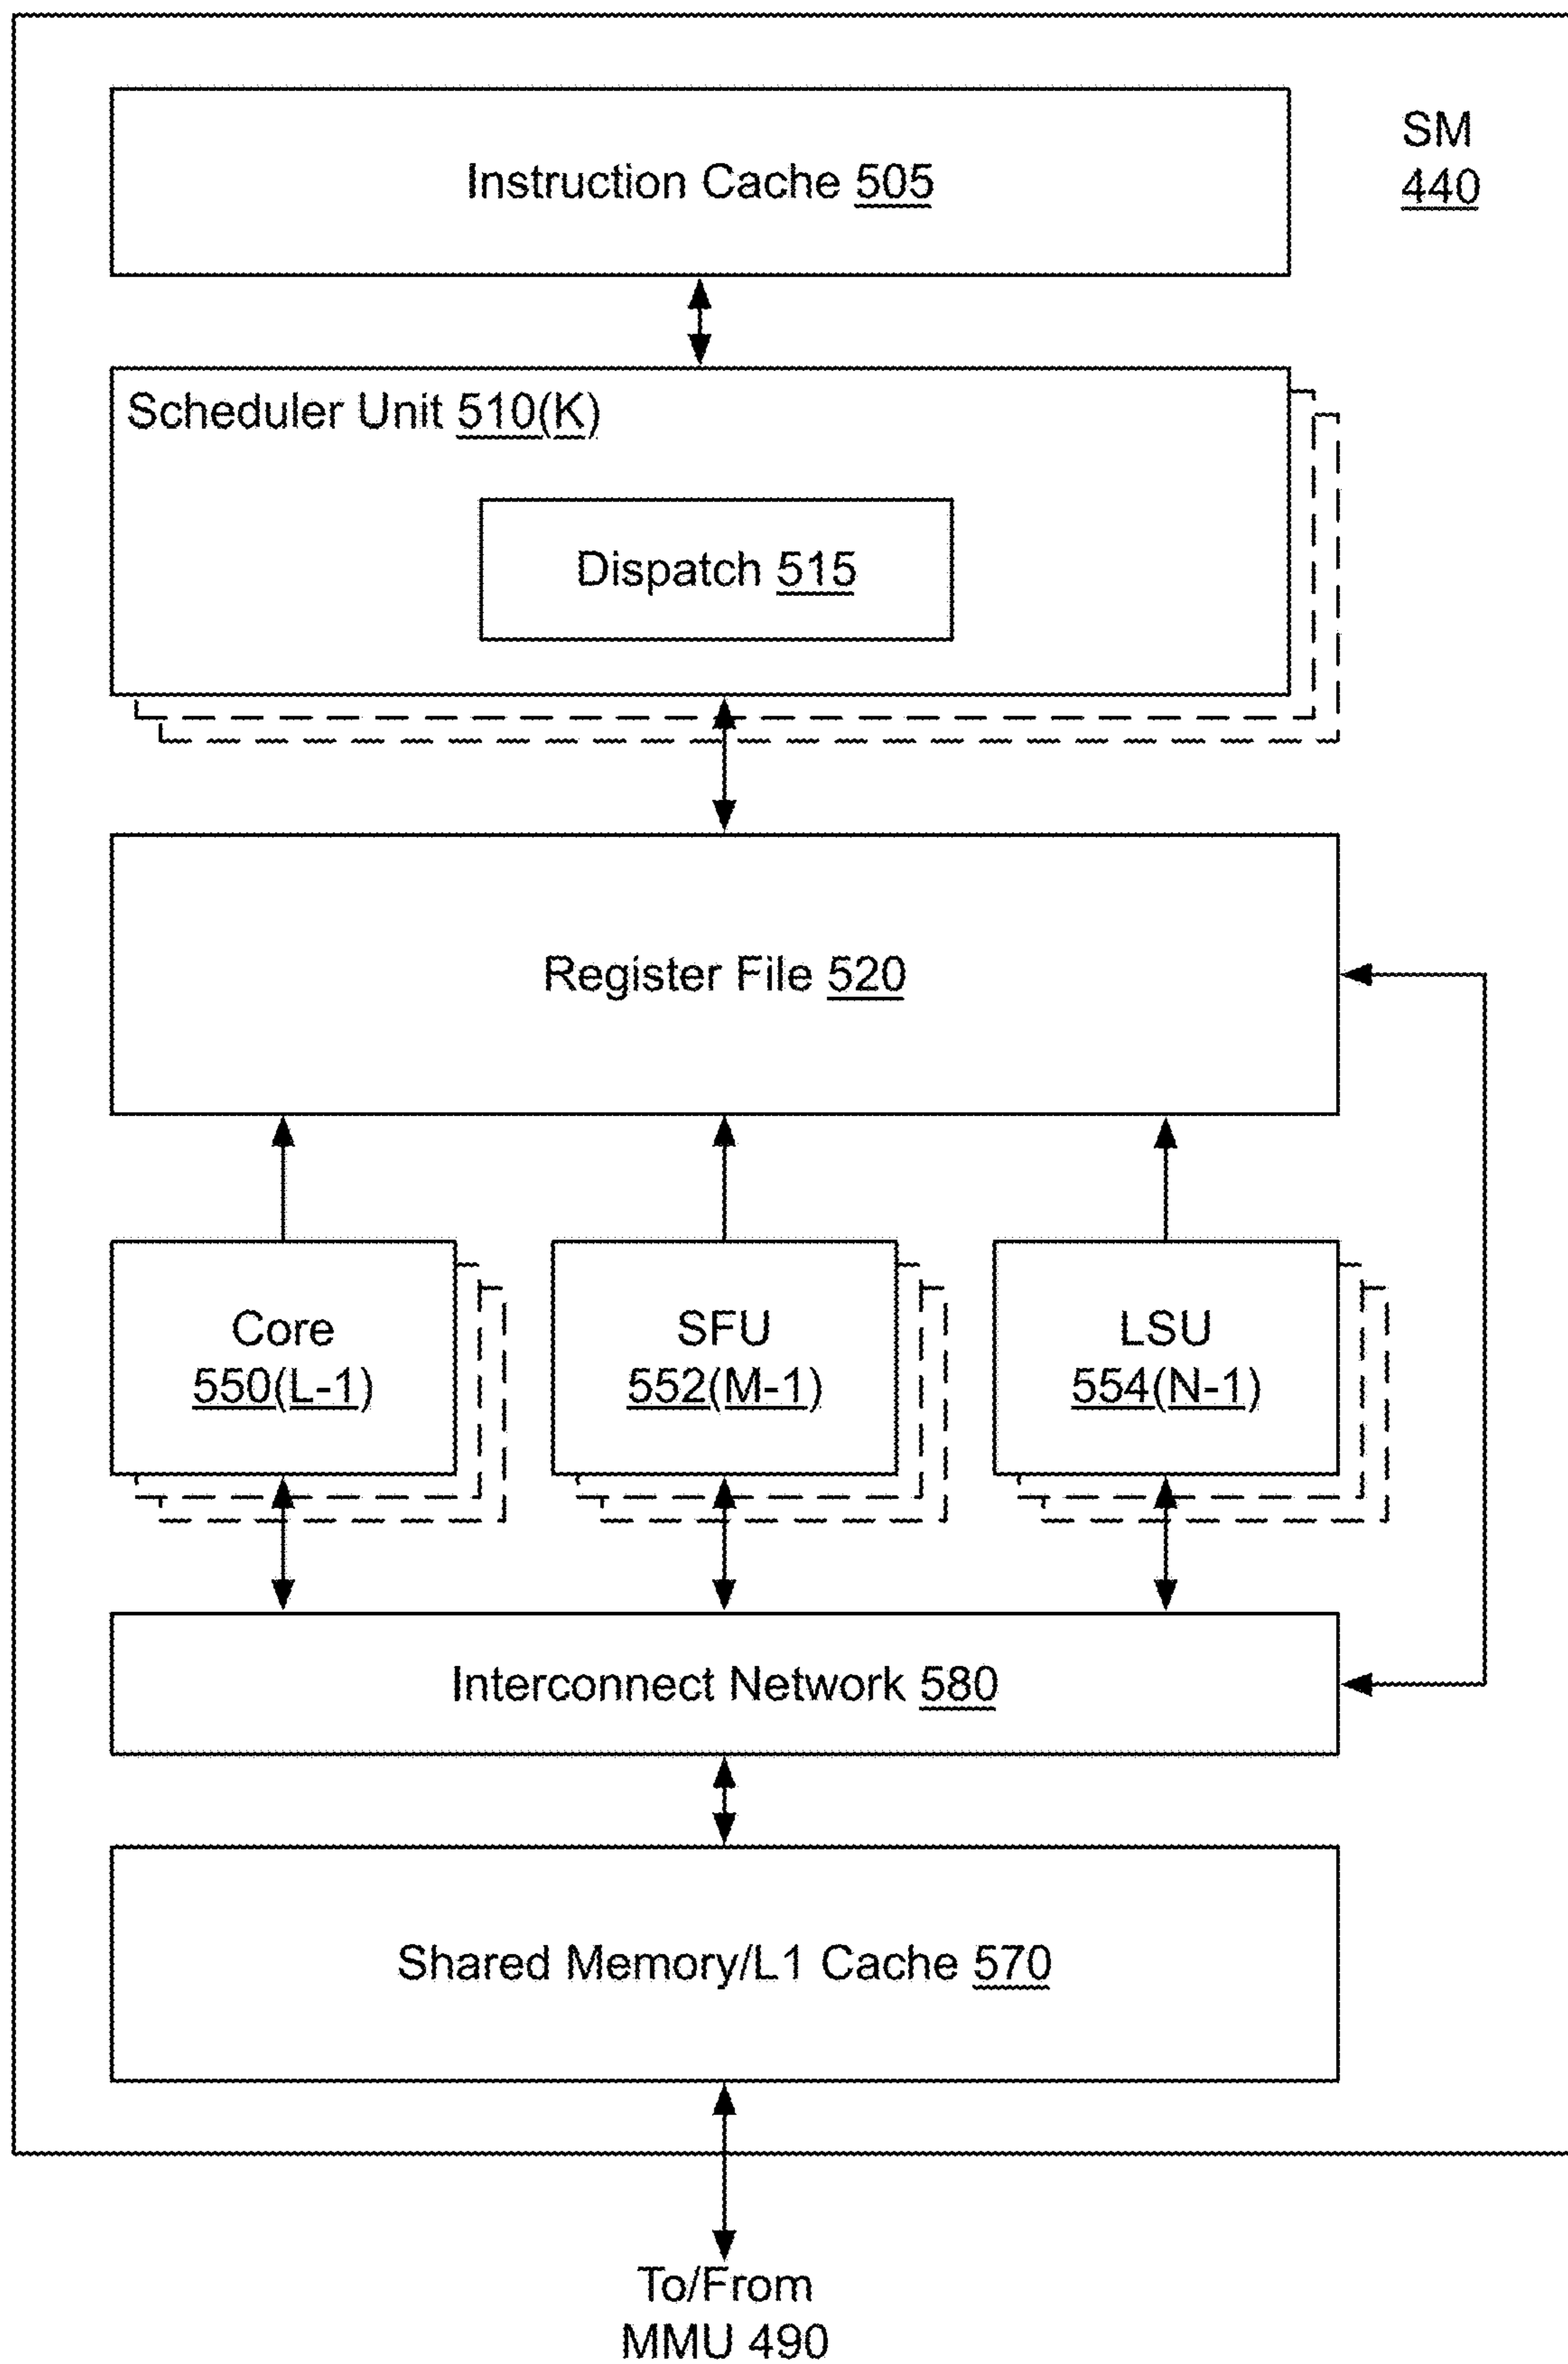 Instruction Cache 505
SM
440
Scheduler Unit 510(K)
Dispatch 515
Register File 520
Core
550(L-1)
SFU
552(M-1)
LSU
554(N-1)
Interconnect Network 580
Shared Memory/L1 Cache 570
To/From
MMU 490